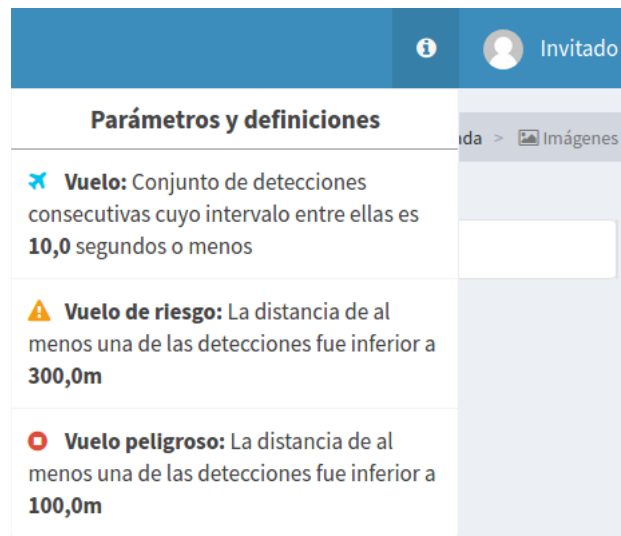 Invitado
Parámetros y definiciones
> Imágenes
Vuelo: Conjunto de detecciones
consecutivas cuyo intervalo entre ellas es
10,0 segundos o menos
Vuelo de riesgo: La distancia de al
menos una de las detecciones fue inferior a
300,0m
Vuelo peligroso: La distancia de al
menos una de las detecciones fue inferior a
100,0m